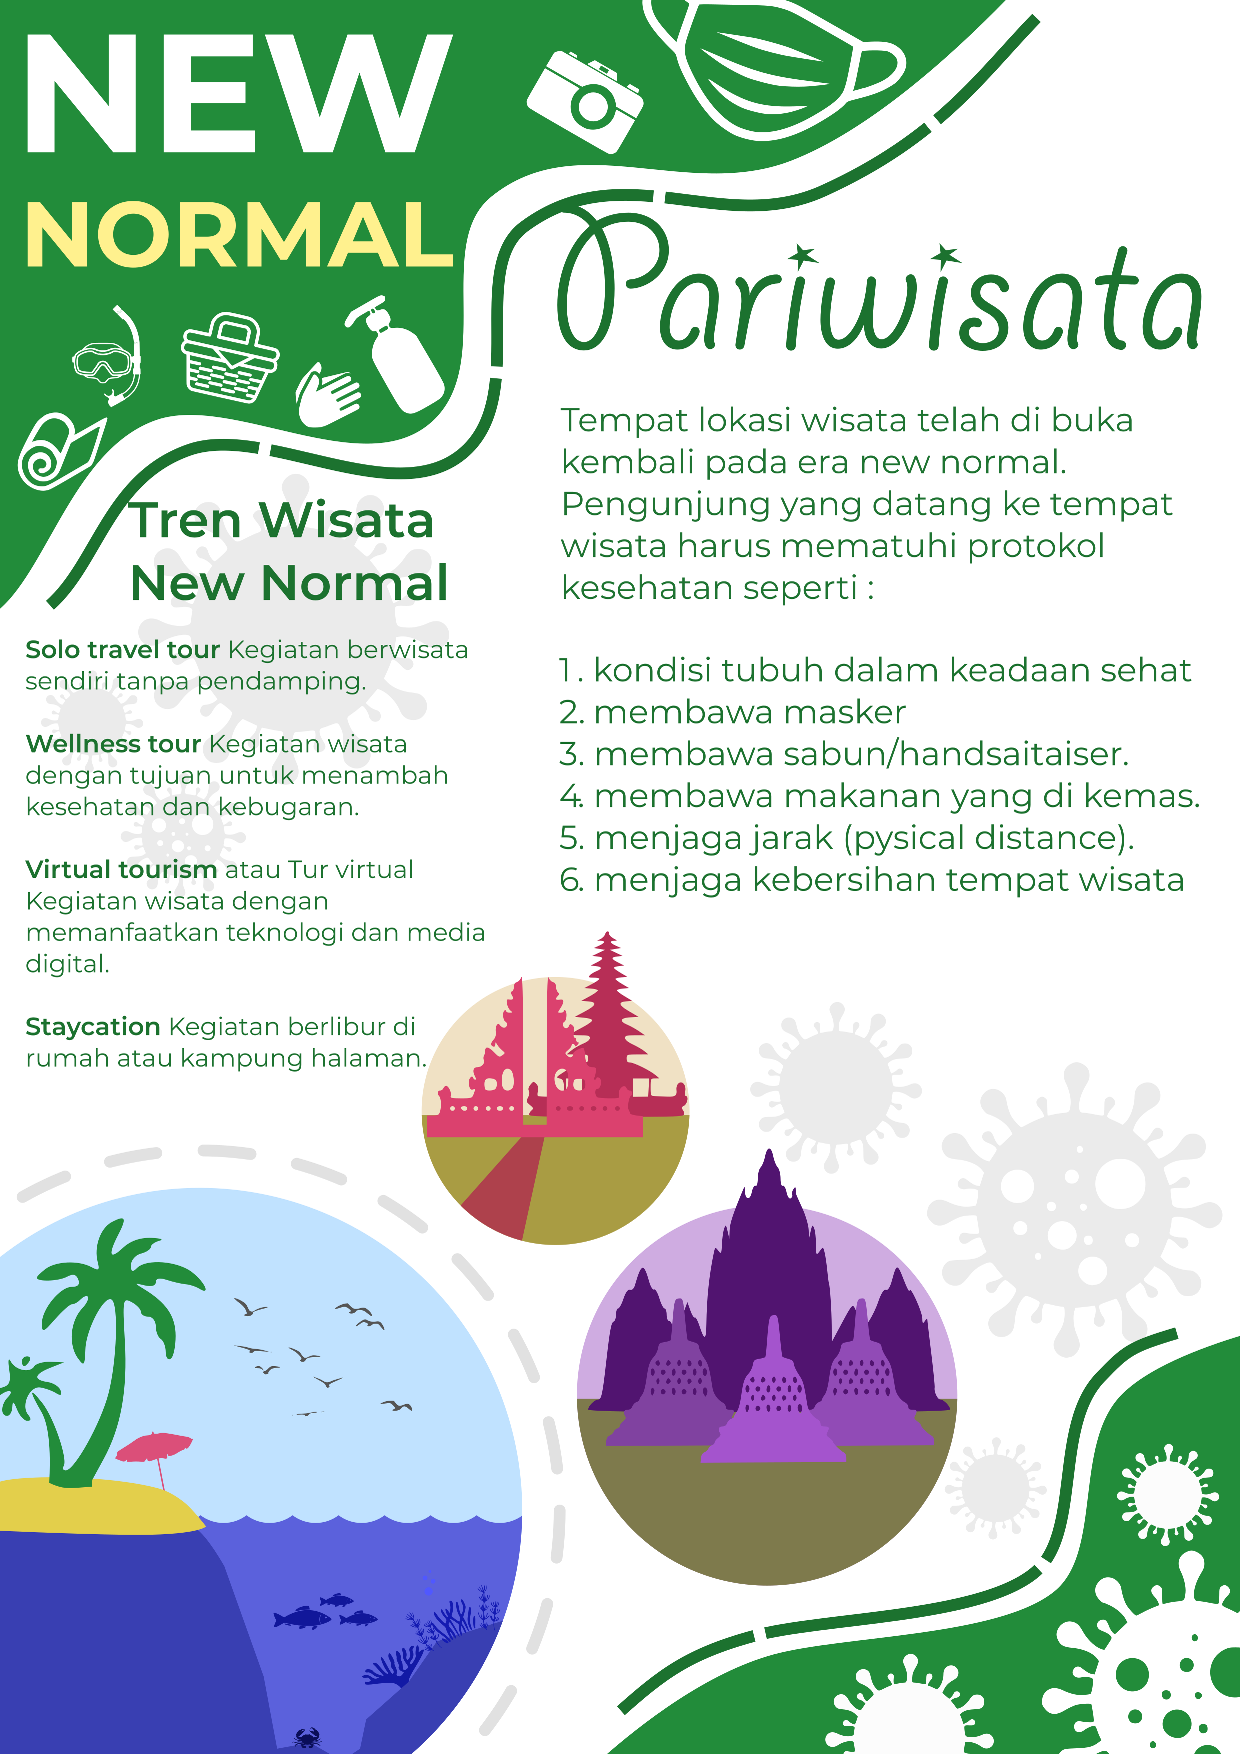 NEW
NORMAL
Pariwisata
Tempat lokasi wisata telah di buka
kembali pada era new normal.
Pengunjung yang datang ke tempat
wisata harus mematuhi protokol
kesehatan seperti :
1. kondisi tubuh dalam keadaan sehat
2. membawa masker
3. membawa sabun/handsaitaiser.
4. membawa makanan yang di kemas.
5. menjaga jarak (pysical distance).
6. menjaga kebersihan tempat wisata
Tren Wisata
New Normal
Solo travel tour Kegiatan berwisata
sendiri tanpa pendamping.
Wellness tour Kegiatan wisata
dengan tujuan untuk menambah
kesehatan dan kebugaran.
Virtual tourism atau Tur virtual
Kegiatan wisata dengan
memanfaatkan teknologi dan media
digital.
Staycation Kegiatan berlibur di
rumah atau kampung halaman.